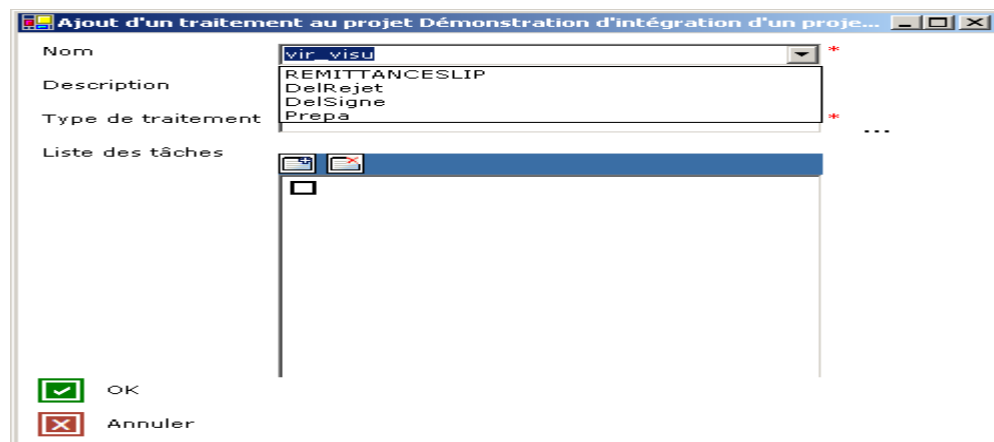 Ajout d'un traitement au projet Démonstration d'intégration d'un proje...
Nom
vir_visu
*
REMITTANCESLIP
DelRejet
DelSigne
Prepa
Description
Type de traitement
*
...
Liste des tâches
OK
Annuler